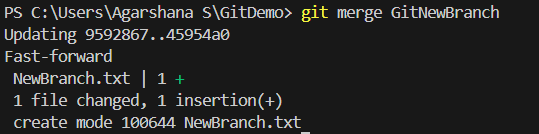 PS C:\Users\Agarshana S\GitDemo> git merge GitNewBranch
Updating 9592867..45954a0
Fast-forward
NewBranch.txt | 1 +
1 file changed, 1 insertion(+)
create mode 100644 NewBranch.txt